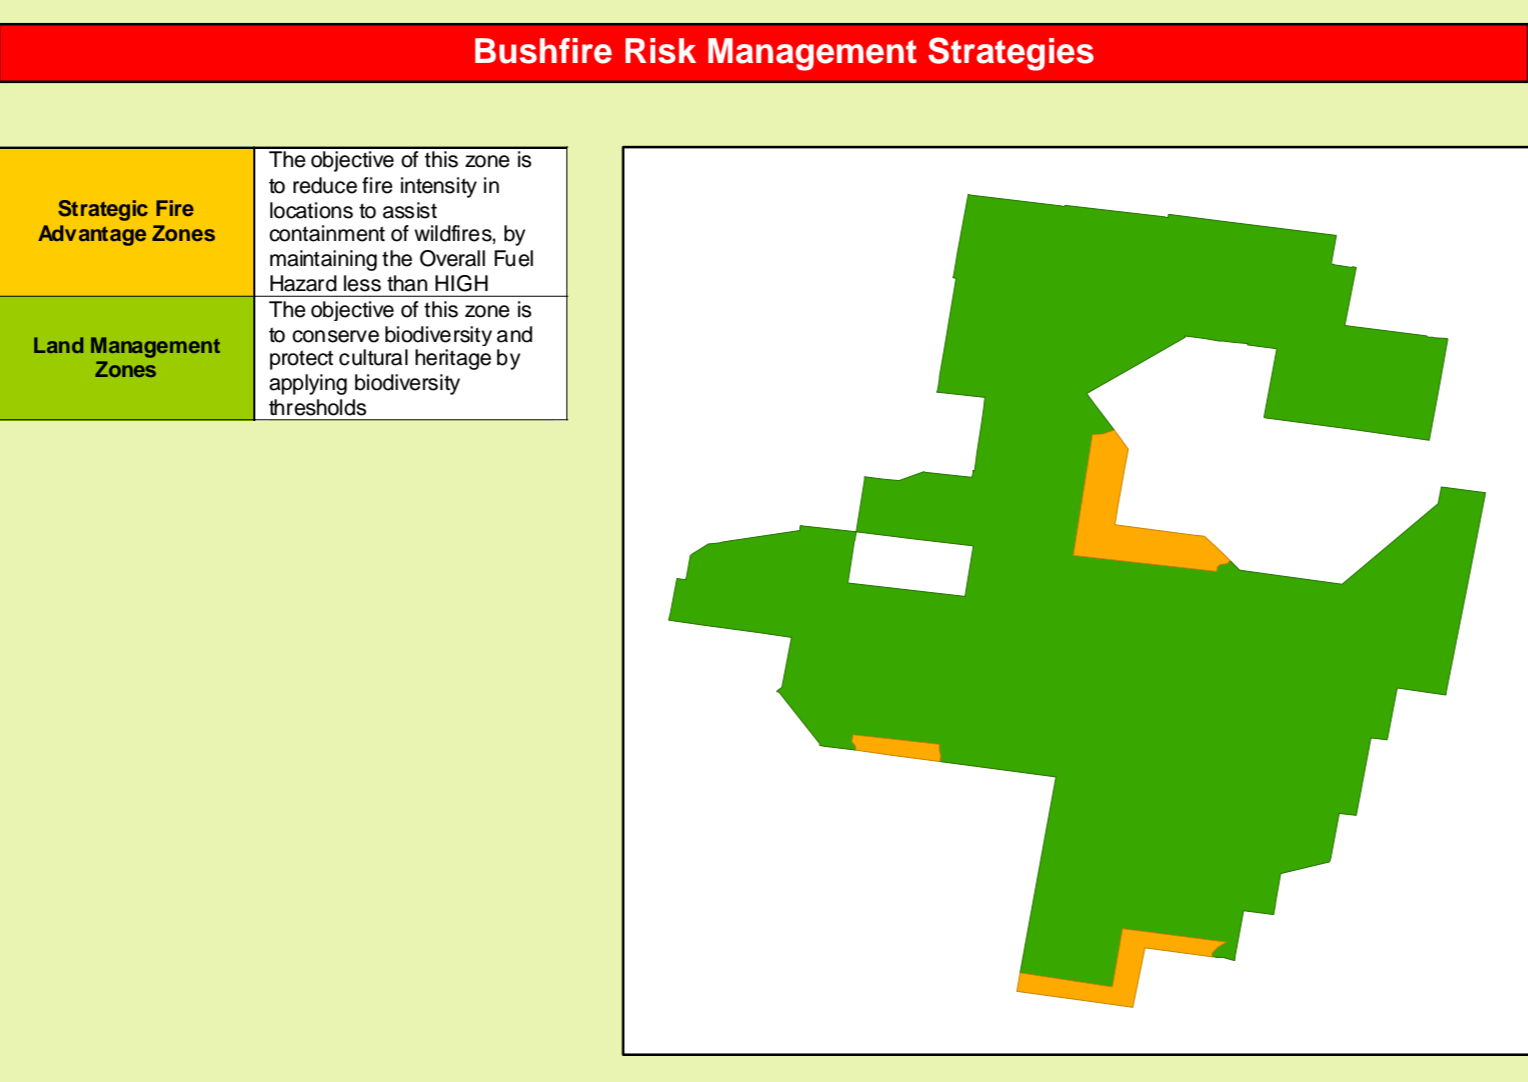 Bushfire Risk Management Strategies
Strategic Fire
Advantage Zones
The objective of this zone is
to reduce fire intensity in
locations to assist
containment of wildfires, by
maintaining the Overall Fuel
Hazard less than HIGH
Land Management
Zones
The objective of this zone is
to conserve biodiversity and
protect cultural heritage by
applying biodiversity
thresholds